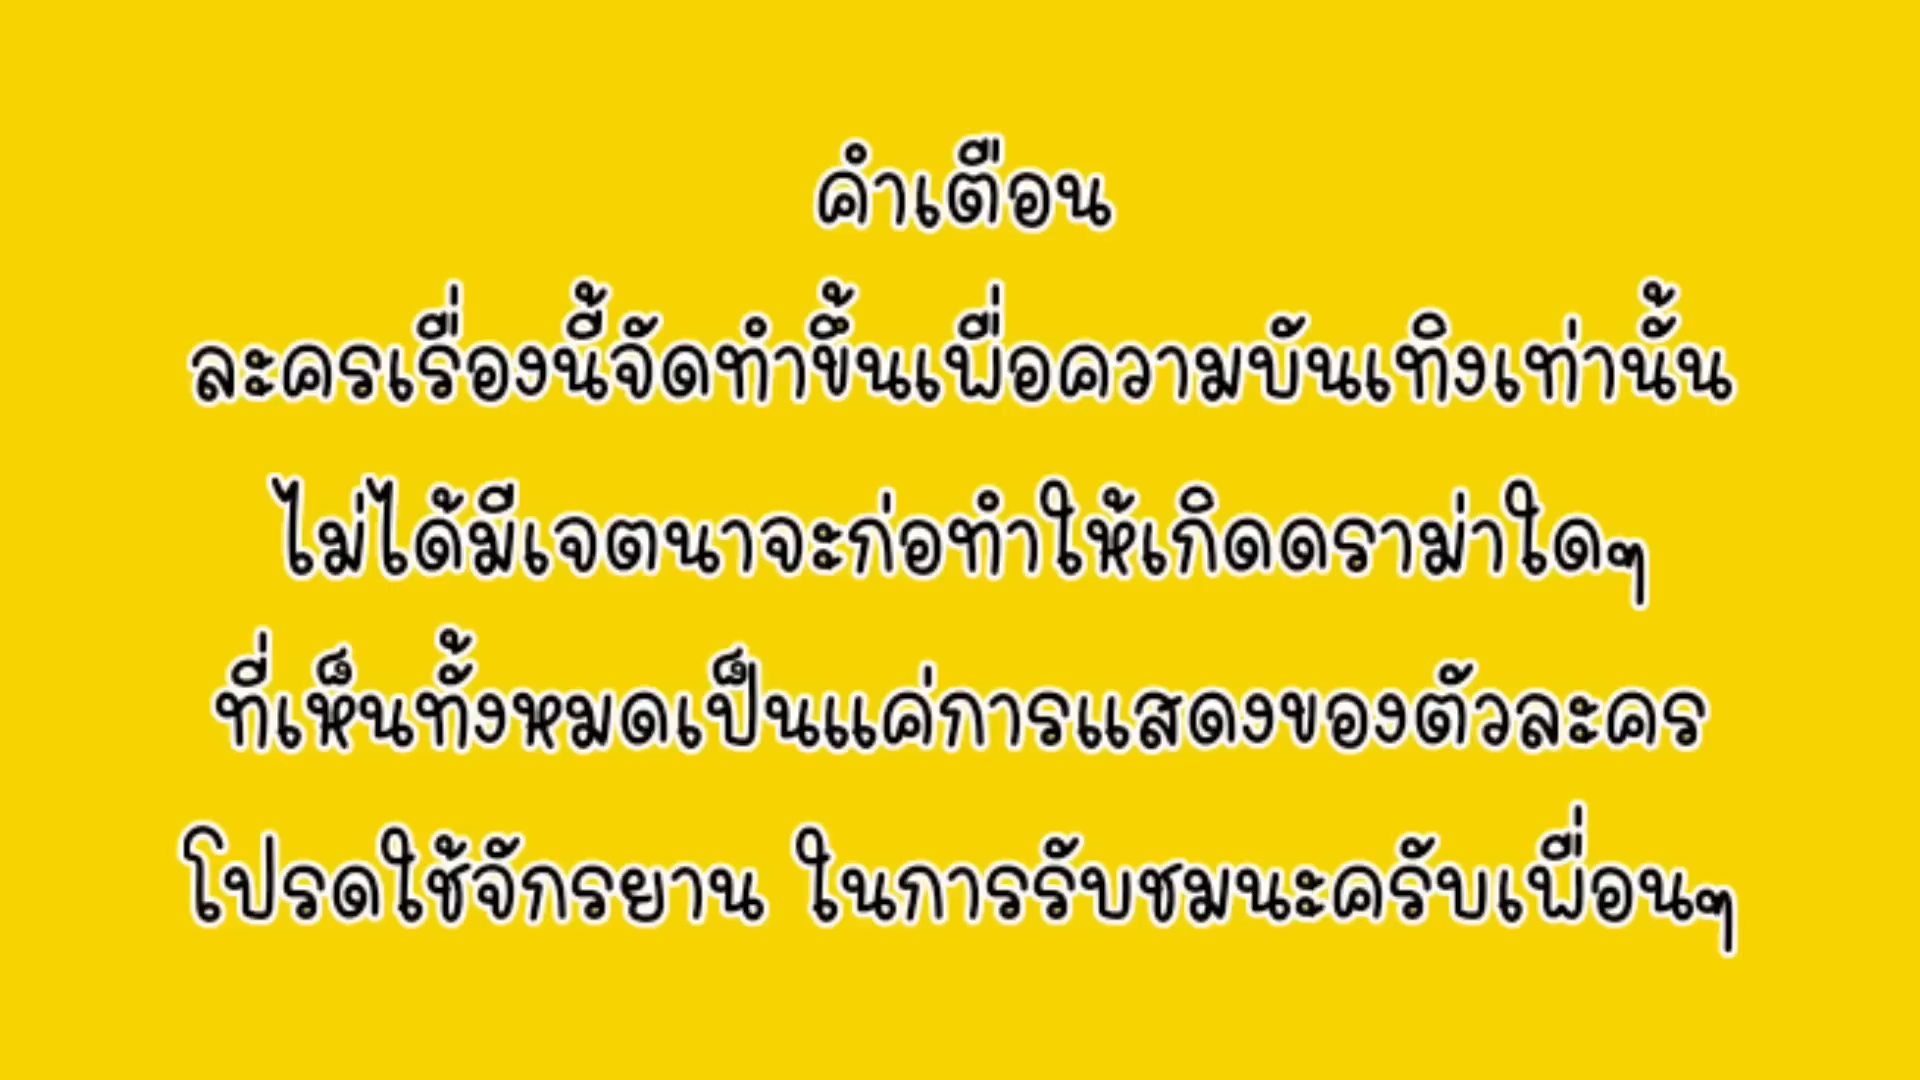 คำเตือน
ละครเรื่องนี้จัดทำขึ้นเพื่อความบันเทิงเท่านั้น
ไม่ได้มีเจตนาจะก่อทำให้เกิดดราม่าใดๆ
ที่เห็นทั้งหมดเป็นแค่การแสดงของตัวละคร
โปรดใช้จักรยาน ในการรับชมนะครับเพื่อนๆ